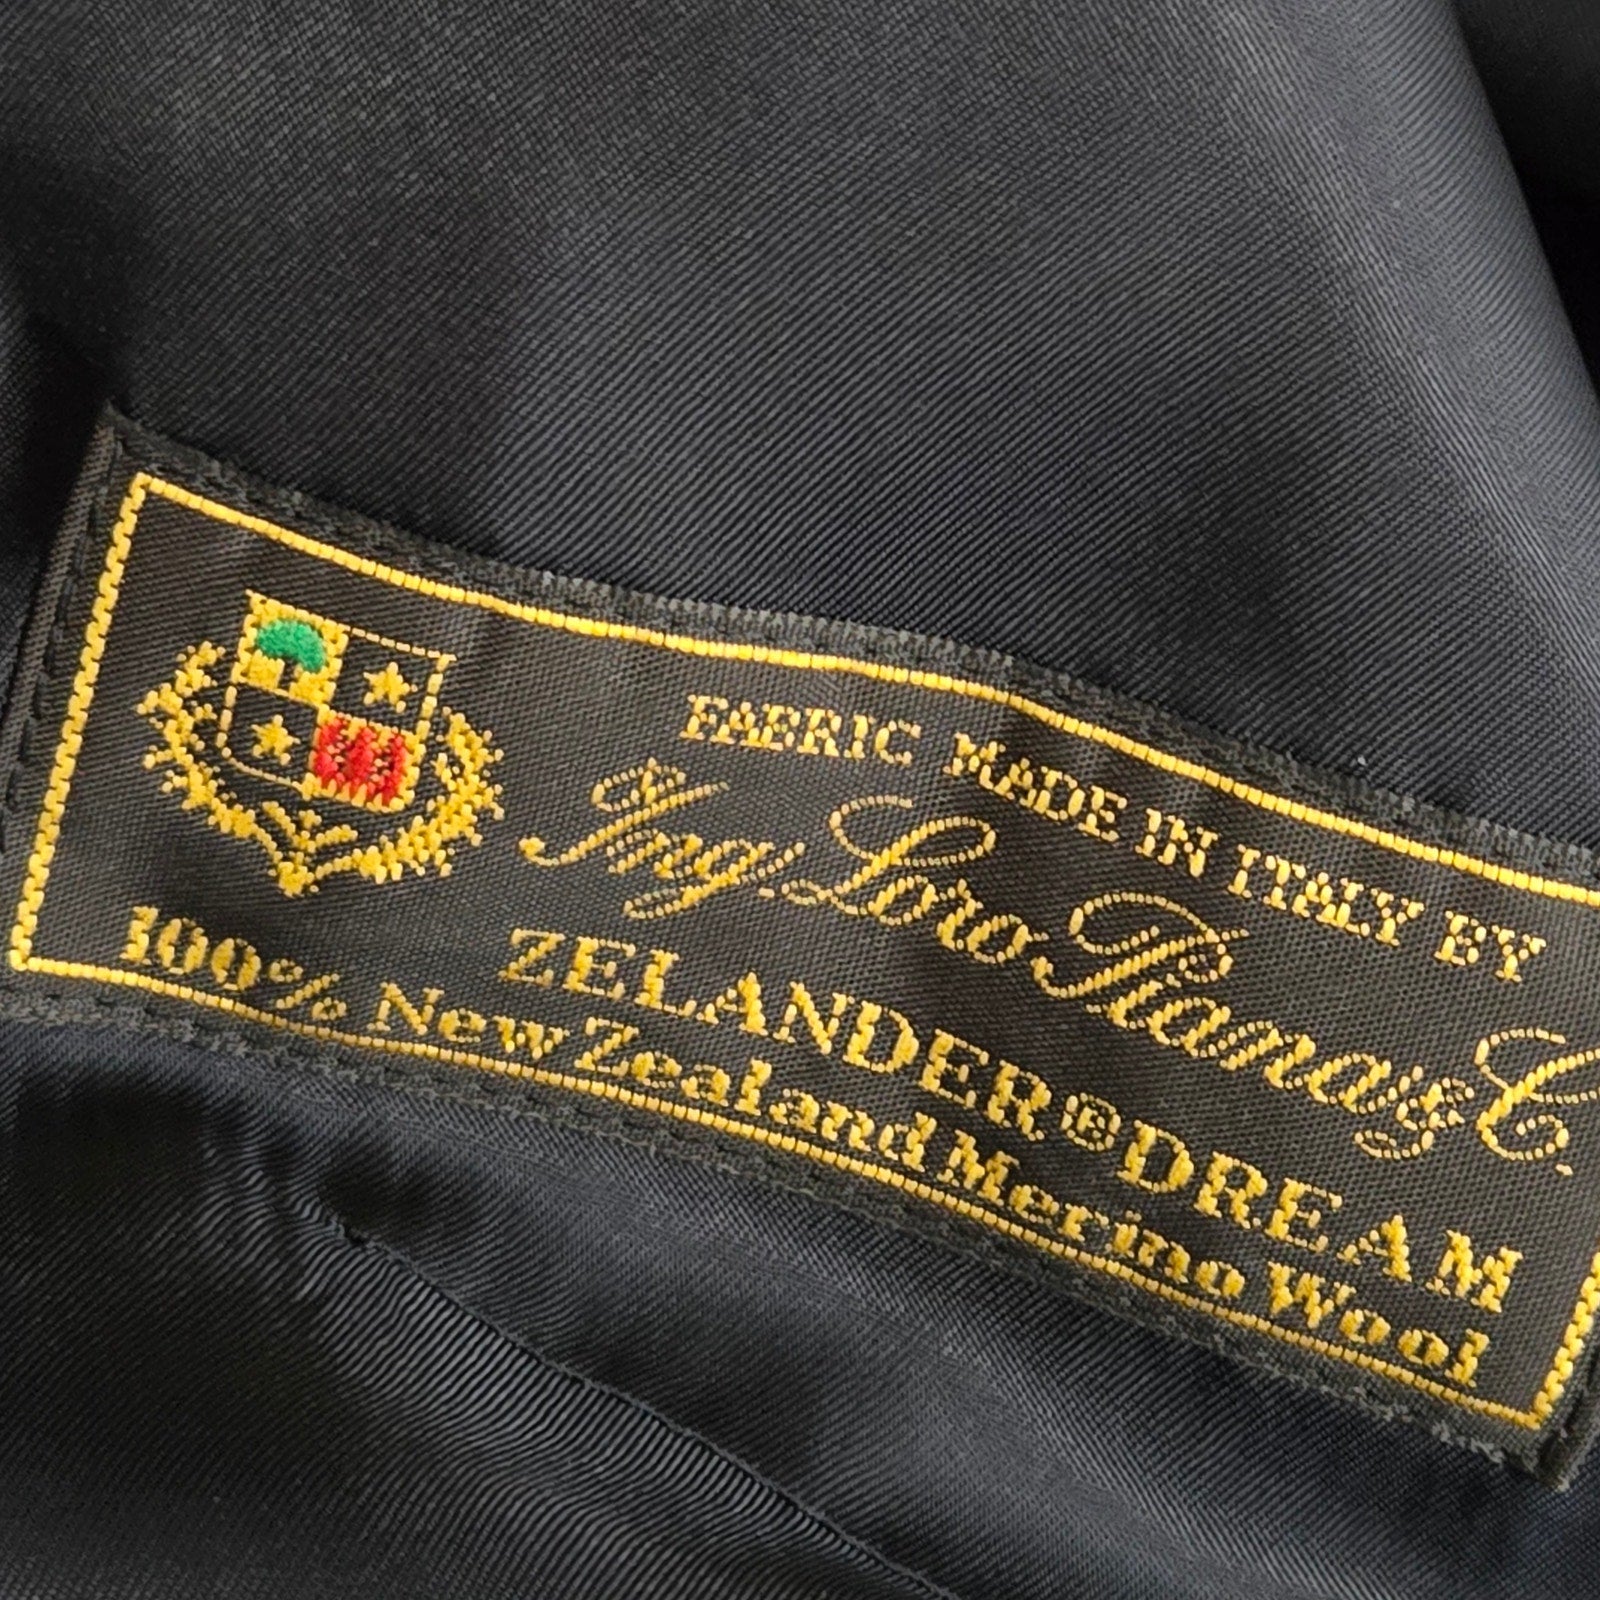 FABRIC MADE IN ITALY BY
Ing. Loro Piana & C.
ZELANDER®DREAM
100% New Zealand Merino Wool